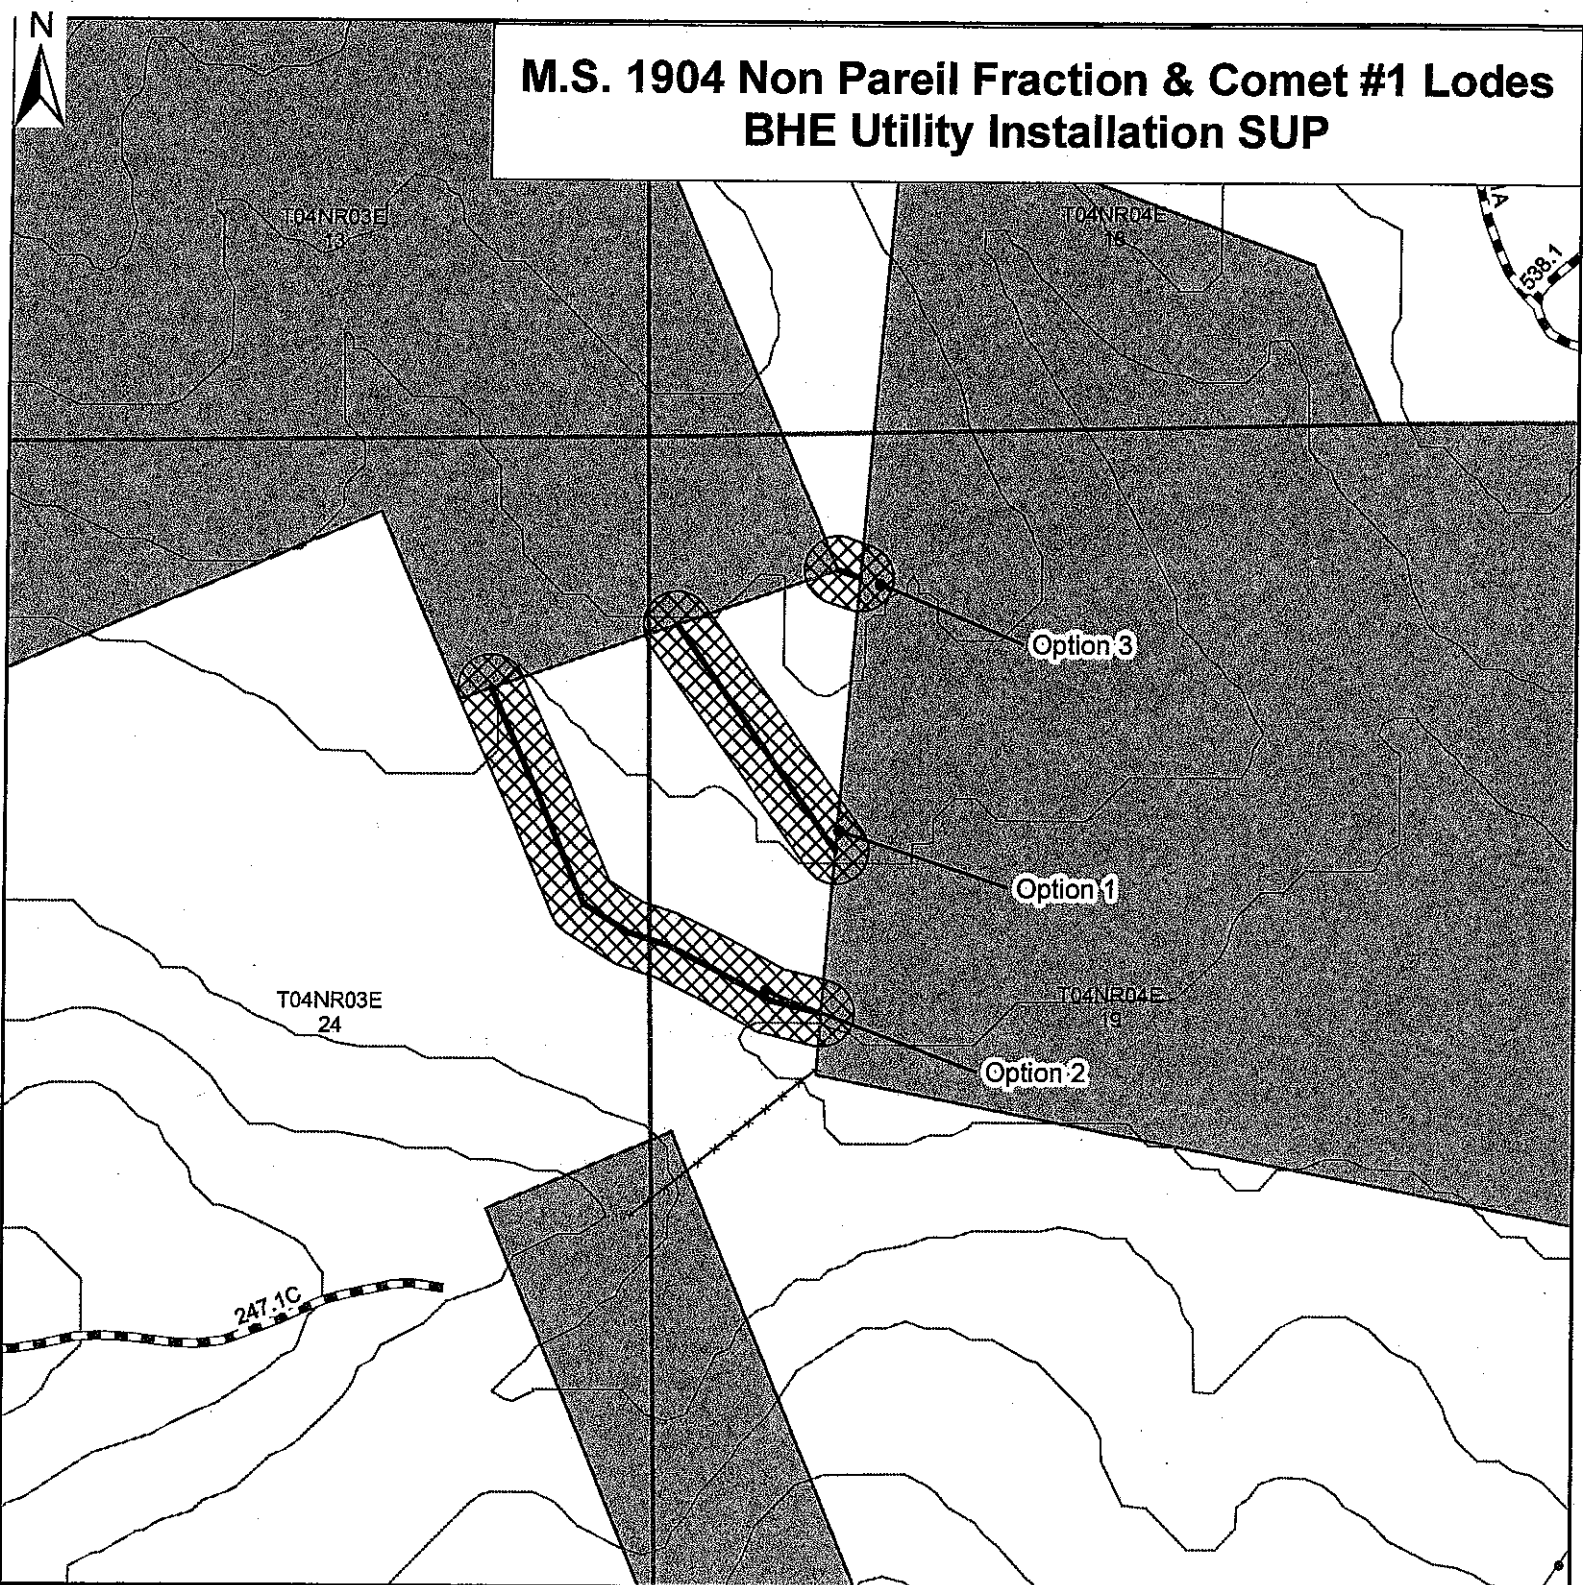 N
M.S. 1904 Non Pareil Fraction & Comet #1 Lodes
BHE Utility Installation SUP
T04NR03E
13
T04NR04E
18
538.1
Option 3
Option 1
T04NR03E
24
T04NR04E
19
Option 2
247.1C